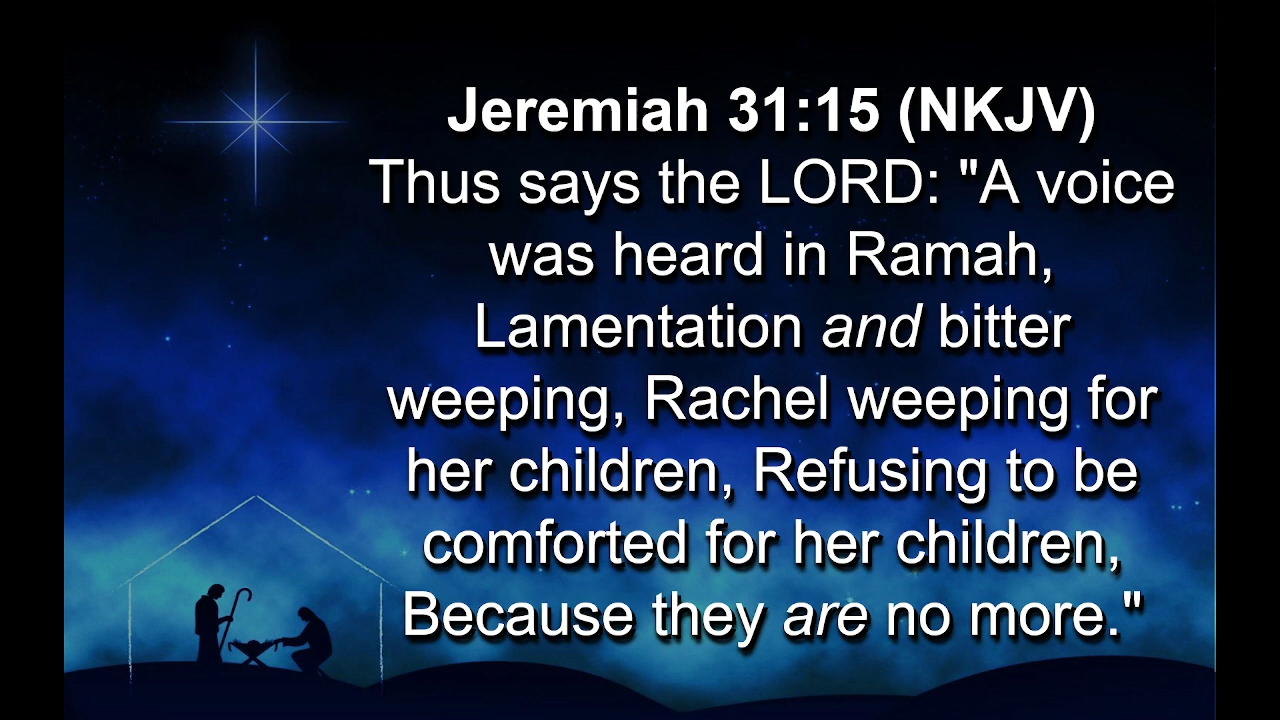 Jeremiah 31:15 (NKJV)
Thus says the LORD: "A voice
was heard in Ramah,
Lamentation and bitter
weeping, Rachel weeping for
her children, Refusing to be
comforted for her children,
Because they are no more."